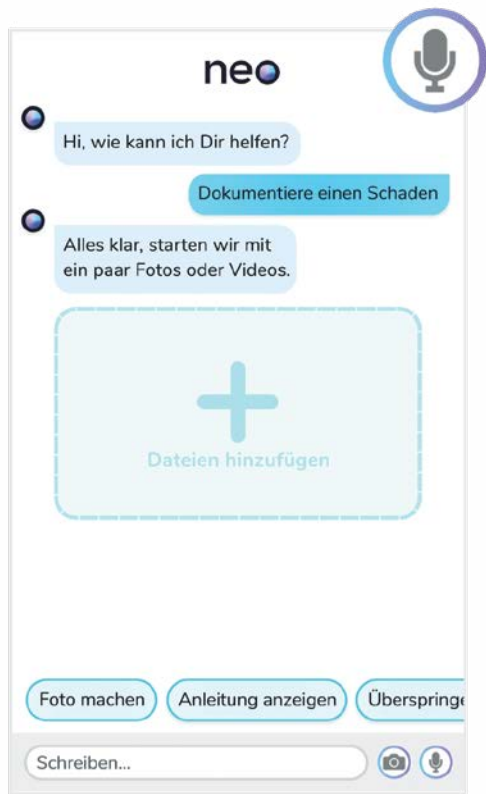 neo
Hi, wie kann ich Dir helfen?
Dokumentiere einen Schaden
Alles klar, starten wir mit
ein paar Fotos oder Videos.
Dateien hinzufügen
Foto machen Anleitung anzeigen Überspringe
Schreiben...